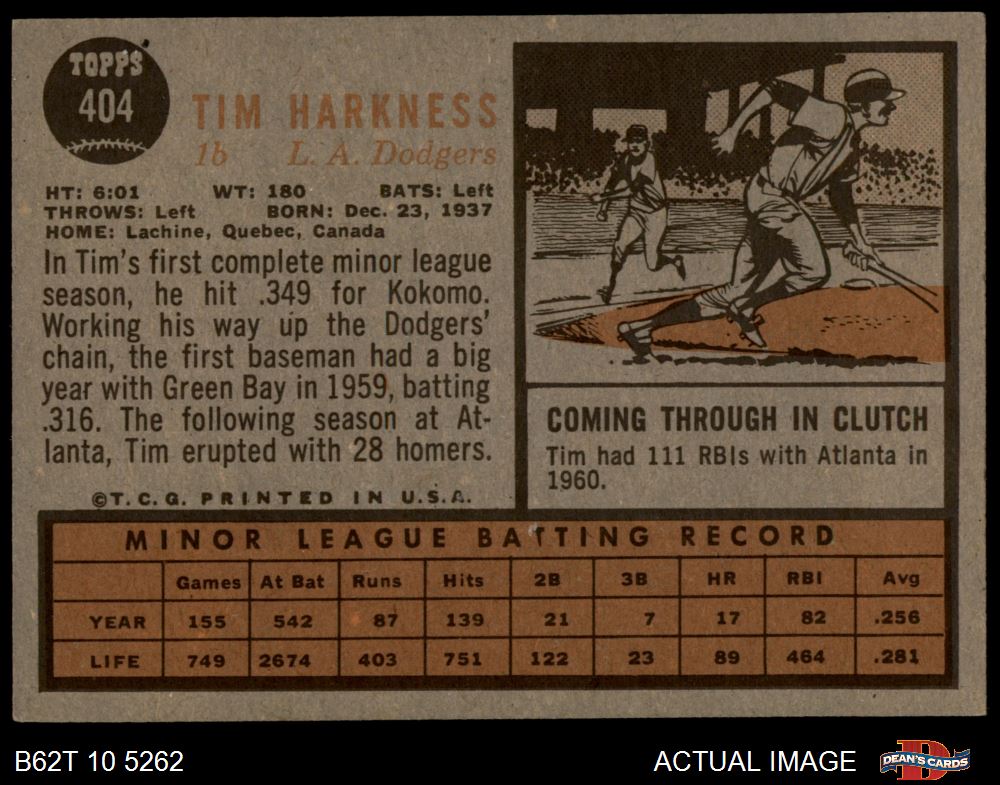 TOPPS
404
TIM HARKNESS
1b L. A. Dodgers
HT: 6:01 WT: 180 BATS: Left
THROWS: Left BORN: Dec. 23, 1937
HOME: Lachine, Quebec, Canada
In Tim's first complete minor league
season, he hit .349 for Kokomo.
Working his way up the Dodgers'
chain, the first baseman had a big
year with Green Bay in 1959, batting
.316. The following season at At-
lanta, Tim erupted with 28 homers.
©T.C.G. PRINTED IN U.S.A.
COMING THROUGH IN CLUTCH
Tim had 111 RBIs with Atlanta in
1960.
MINOR LEAGUE BATTING RECORD
Games At Bat Runs Hits 2B 3B HR RBI Avg
YEAR 155 542 87 139 21 7 17 82 .256
LIFE 749 2674 403 751 122 23 89 464 .281
B62T 10 5262
ACTUAL IMAGE
D
DEAN'S CARDS